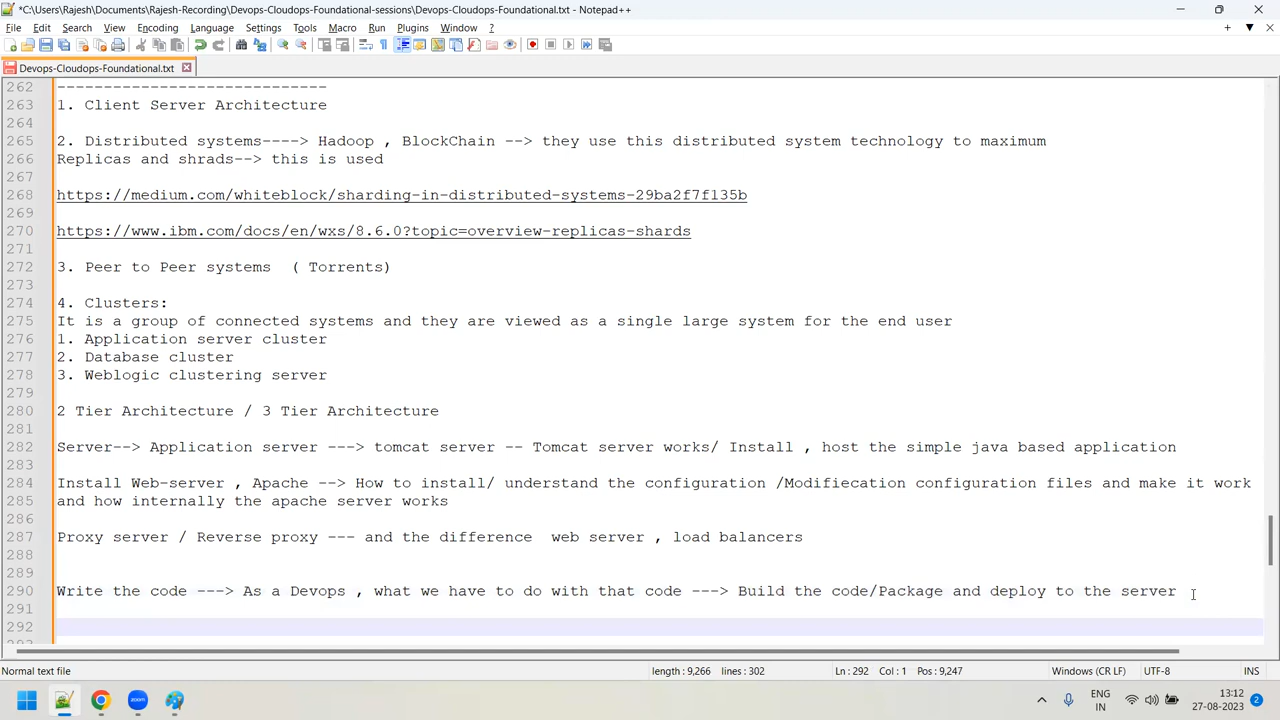 *C:\Users\Rajesh\Documents\Rajesh-Recording\Devops-Cloudops-Foundational-sessions\Devops-Cloudops-Foundational.txt - Notepad++
File Edit Search View Encoding Language Settings Tools Macro Run Plugins Window ?
Devops-Cloudops-Foundational.txt
262 -----------------------------
263 1. Client Server Architecture
264
265 2. Distributed systems----> Hadoop , BlockChain --> they use this distributed system technology to maximum
266 Replicas and shrads--> this is used
267
268 https://medium.com/whiteblock/sharding-in-distributed-systems-29ba2f7f135b
269
270 https://www.ibm.com/docs/en/wxs/8.6.0?topic=overview-replicas-shards
271
272 3. Peer to Peer systems  ( Torrents)
273
274 4. Clusters:
275 It is a group of connected systems and they are viewed as a single large system for the end user
276 1. Application server cluster
277 2. Database cluster
278 3. Weblogic clustering server
279
280 2 Tier Architecture / 3 Tier Architecture
281
282 Server--> Application server ---> tomcat server -- Tomcat server works/ Install , host the simple java based application
283
284 Install Web-server , Apache --> How to install/ understand the configuration /Modifiecation configuration files and make it work
285 and how internally the apache server works
286
287 Proxy server / Reverse proxy --- and the difference  web server , load balancers
288
289
290 Write the code ---> As a Devops , what we have to do with that code ---> Build the code/Package and deploy to the server
291
292
Normal text file length : 9,266 lines : 302 Ln : 292 Col : 1 Pos : 9,247 Windows (CR LF) UTF-8 INS
zoom ENG 13:12
IN 27-08-2023 2